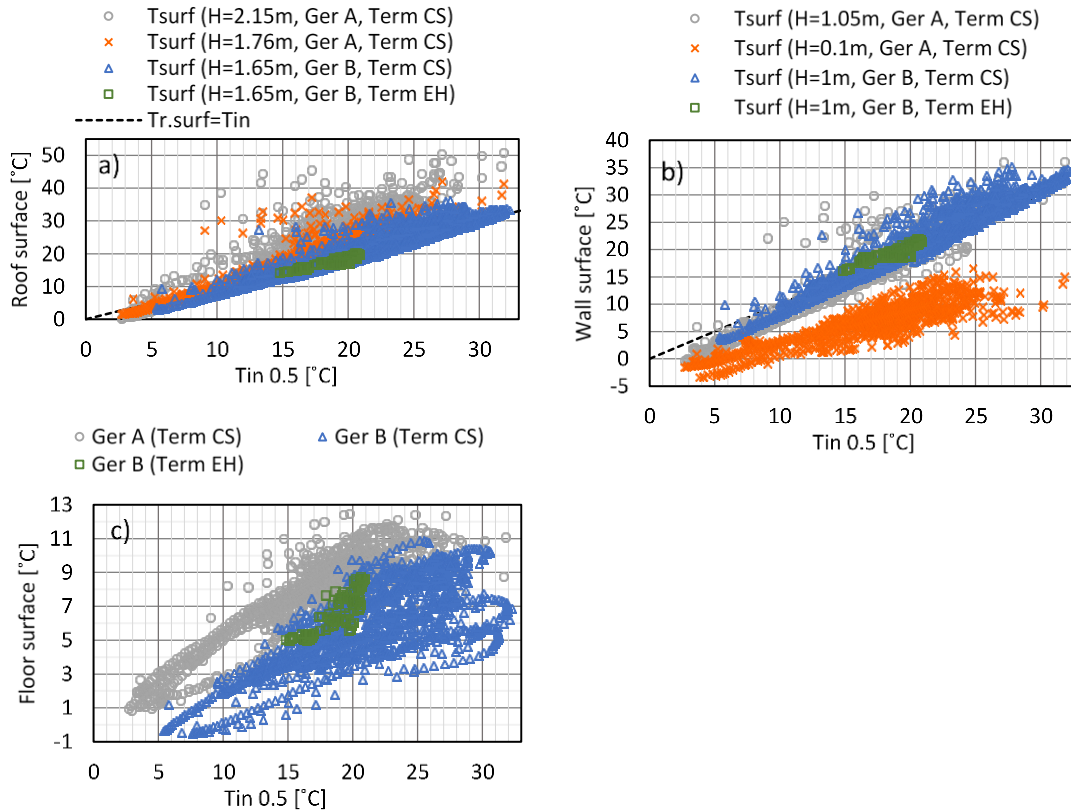 Tsurf (H=2.15m, Ger A, Term CS)
Tsurf (H=1.76m, Ger A, Term CS)
Tsurf (H=1.65m, Ger B, Term CS)
Tsurf (H=1.65m, Ger B, Term EH)
Tr.surf=Tin
a)
Roof surface [˚C]
50
40
30
20
10
0
0 5 10 15 20 25 30
Tin 0.5 [˚C]
Tsurf (H=1.05m, Ger A, Term CS)
Tsurf (H=0.1m, Ger A, Term CS)
Tsurf (H=1m, Ger B, Term CS)
Tsurf (H=1m, Ger B, Term EH)
b)
Wall surface [˚C]
40
35
30
25
20
15
10
5
0
-5
0 5 10 15 20 25 30
Tin 0.5 [˚C]
Ger A (Term CS) Ger B (Term CS)
Ger B (Term EH)
c)
Floor surface [˚C]
13
11
9
7
5
3
1
-1
0 5 10 15 20 25 30
Tin 0.5 [˚C]